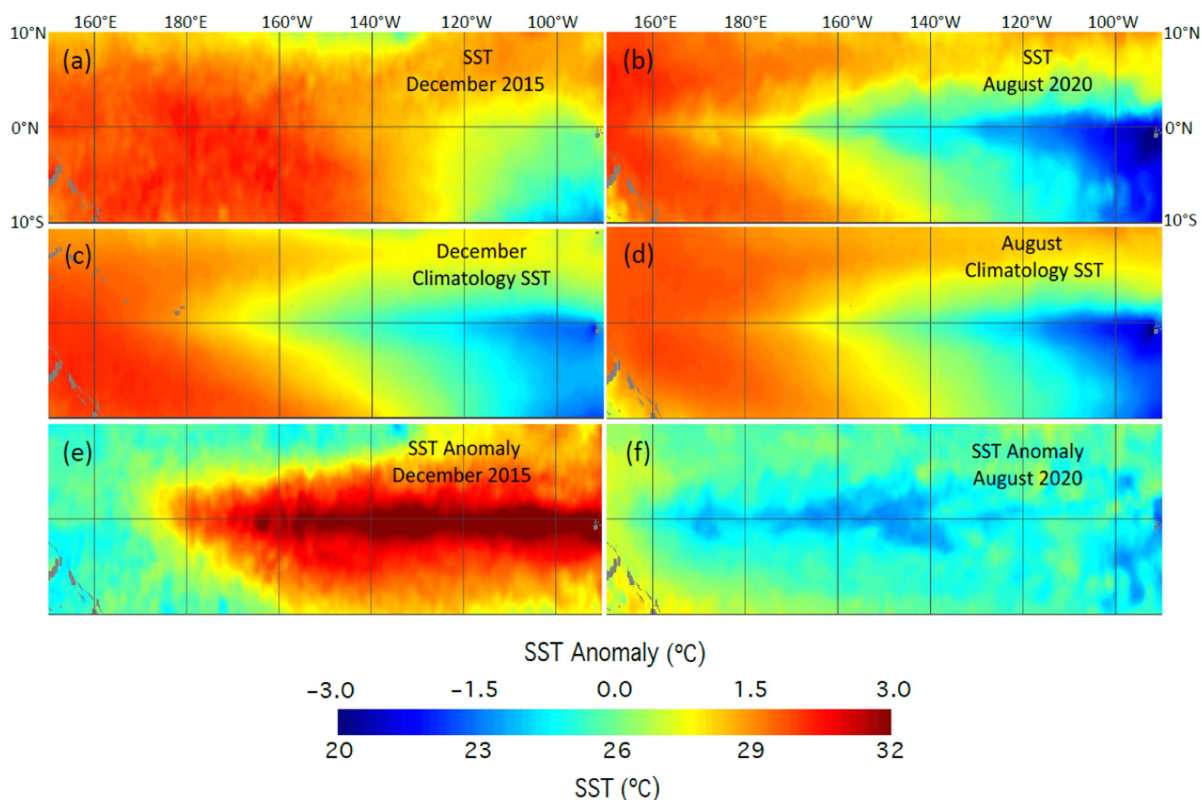 160°E 180°E 160°W 140°W 120°W 100°W 160°E 180°E 160°W 140°W 120°W 100°W
10°N 10°N
(a) SST
December 2015
(b) SST
August 2020
0°N 0°N
10°S 10°S
(c) December
Climatology SST
(d) August
Climatology SST
(e) SST Anomaly
December 2015
(f) SST Anomaly
August 2020
SST Anomaly (°C)
−3.0 −1.5 0.0 1.5 3.0
20 23 26 29 32
SST (°C)